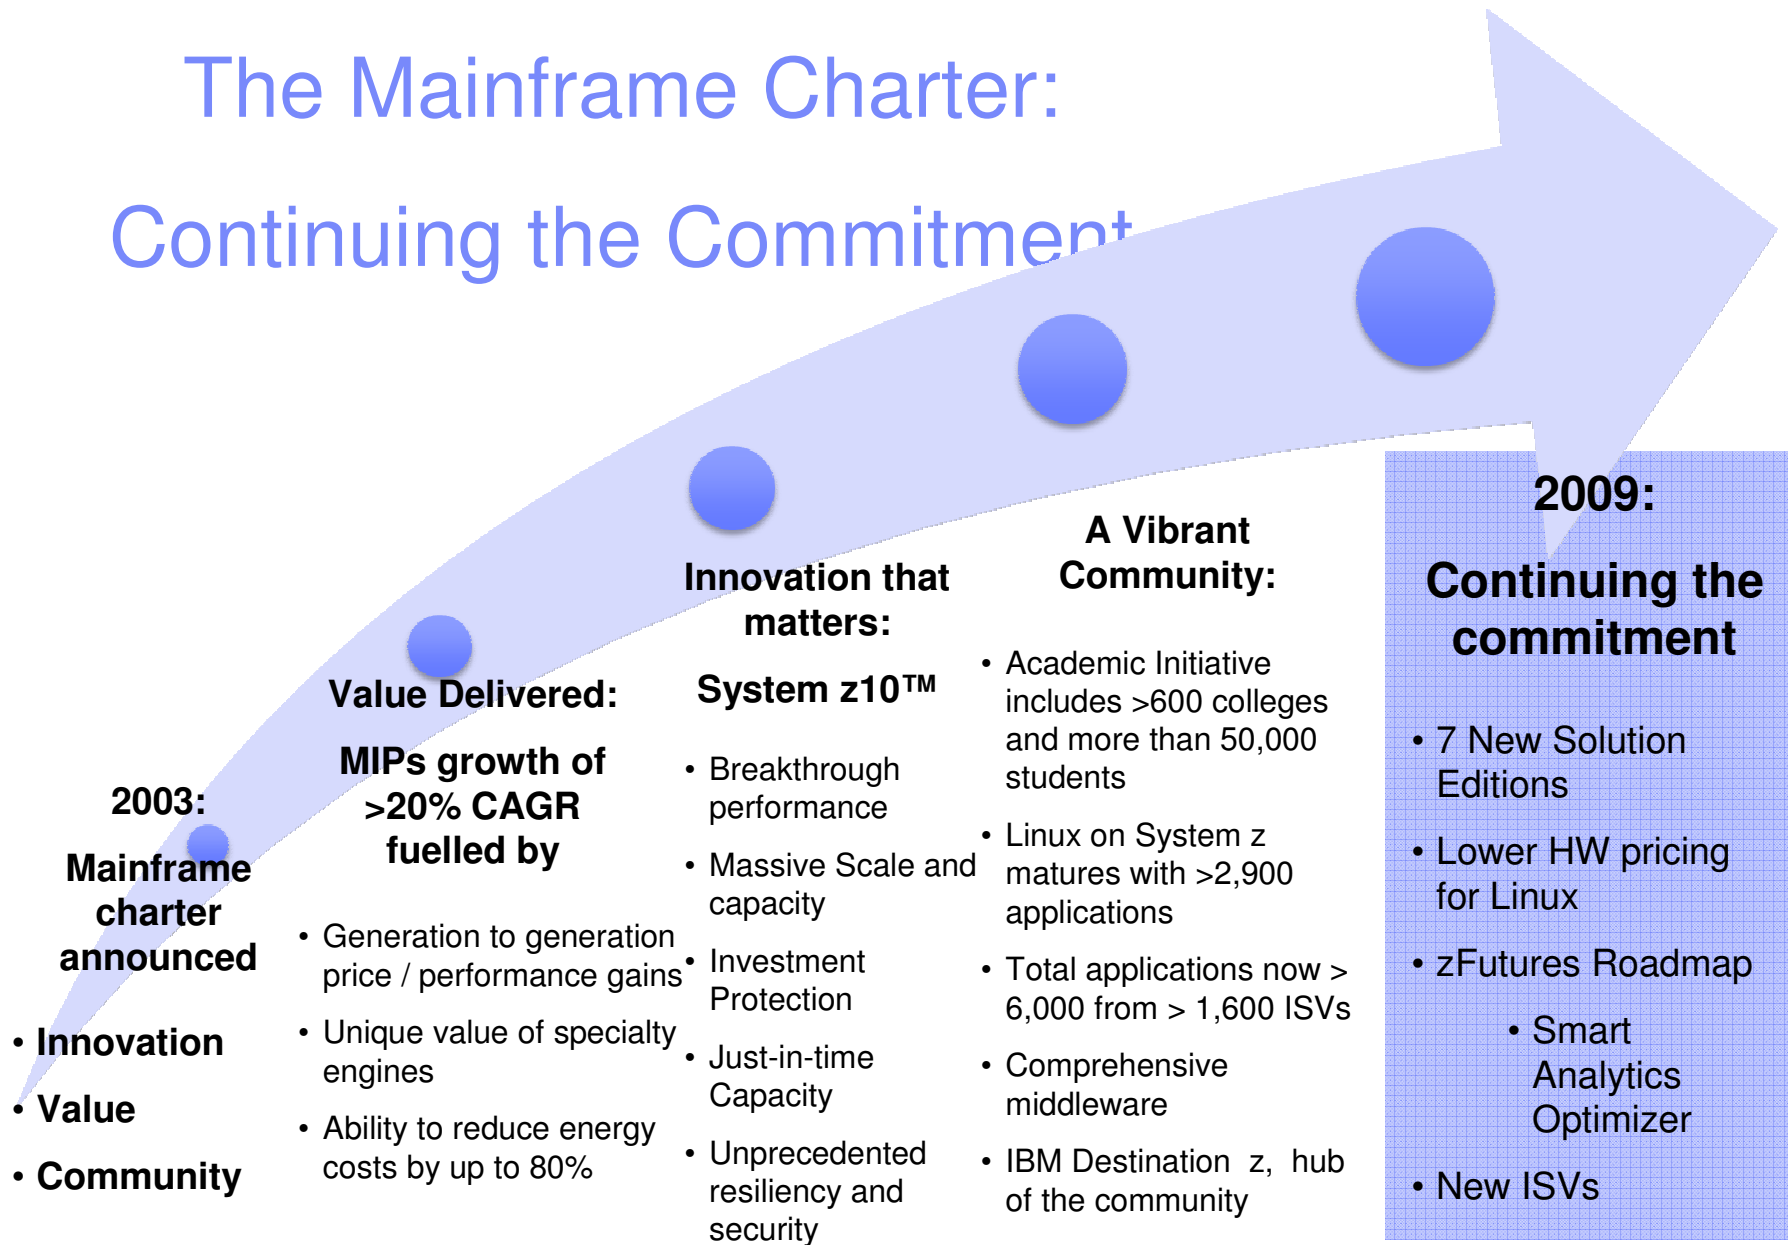 The Mainframe Charter:
Continuing the Commitment
2003:
Mainframe
charter
announced
• Innovation
• Value
• Community
Value Delivered:
MIPs growth of
>20% CAGR
fuelled by
• Generation to generation
price / performance gains
• Unique value of specialty
engines
• Ability to reduce energy
costs by up to 80%
Innovation that
matters:
System z10™
• Breakthrough
performance
• Massive Scale and
capacity
• Investment
Protection
• Just-in-time
Capacity
• Unprecedented
resiliency and
security
A Vibrant
Community:
• Academic Initiative
includes >600 colleges
and more than 50,000
students
• Linux on System z
matures with >2,900
applications
• Total applications now >
6,000 from > 1,600 ISVs
• Comprehensive
middleware
• IBM Destination z, hub
of the community
2009:
Continuing the
commitment
• 7 New Solution
Editions
• Lower HW pricing
for Linux
• zFutures Roadmap
• Smart
Analytics
Optimizer
• New ISVs